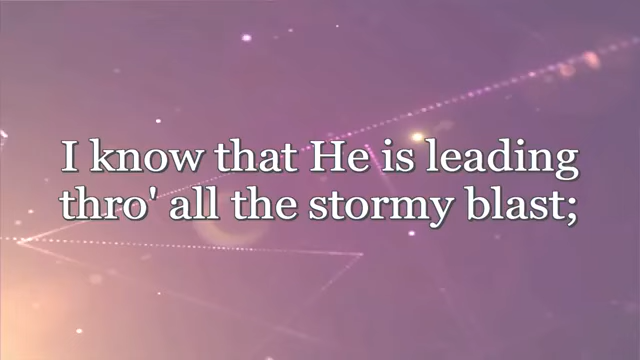 I know that He is leading
thro' all the stormy blast;